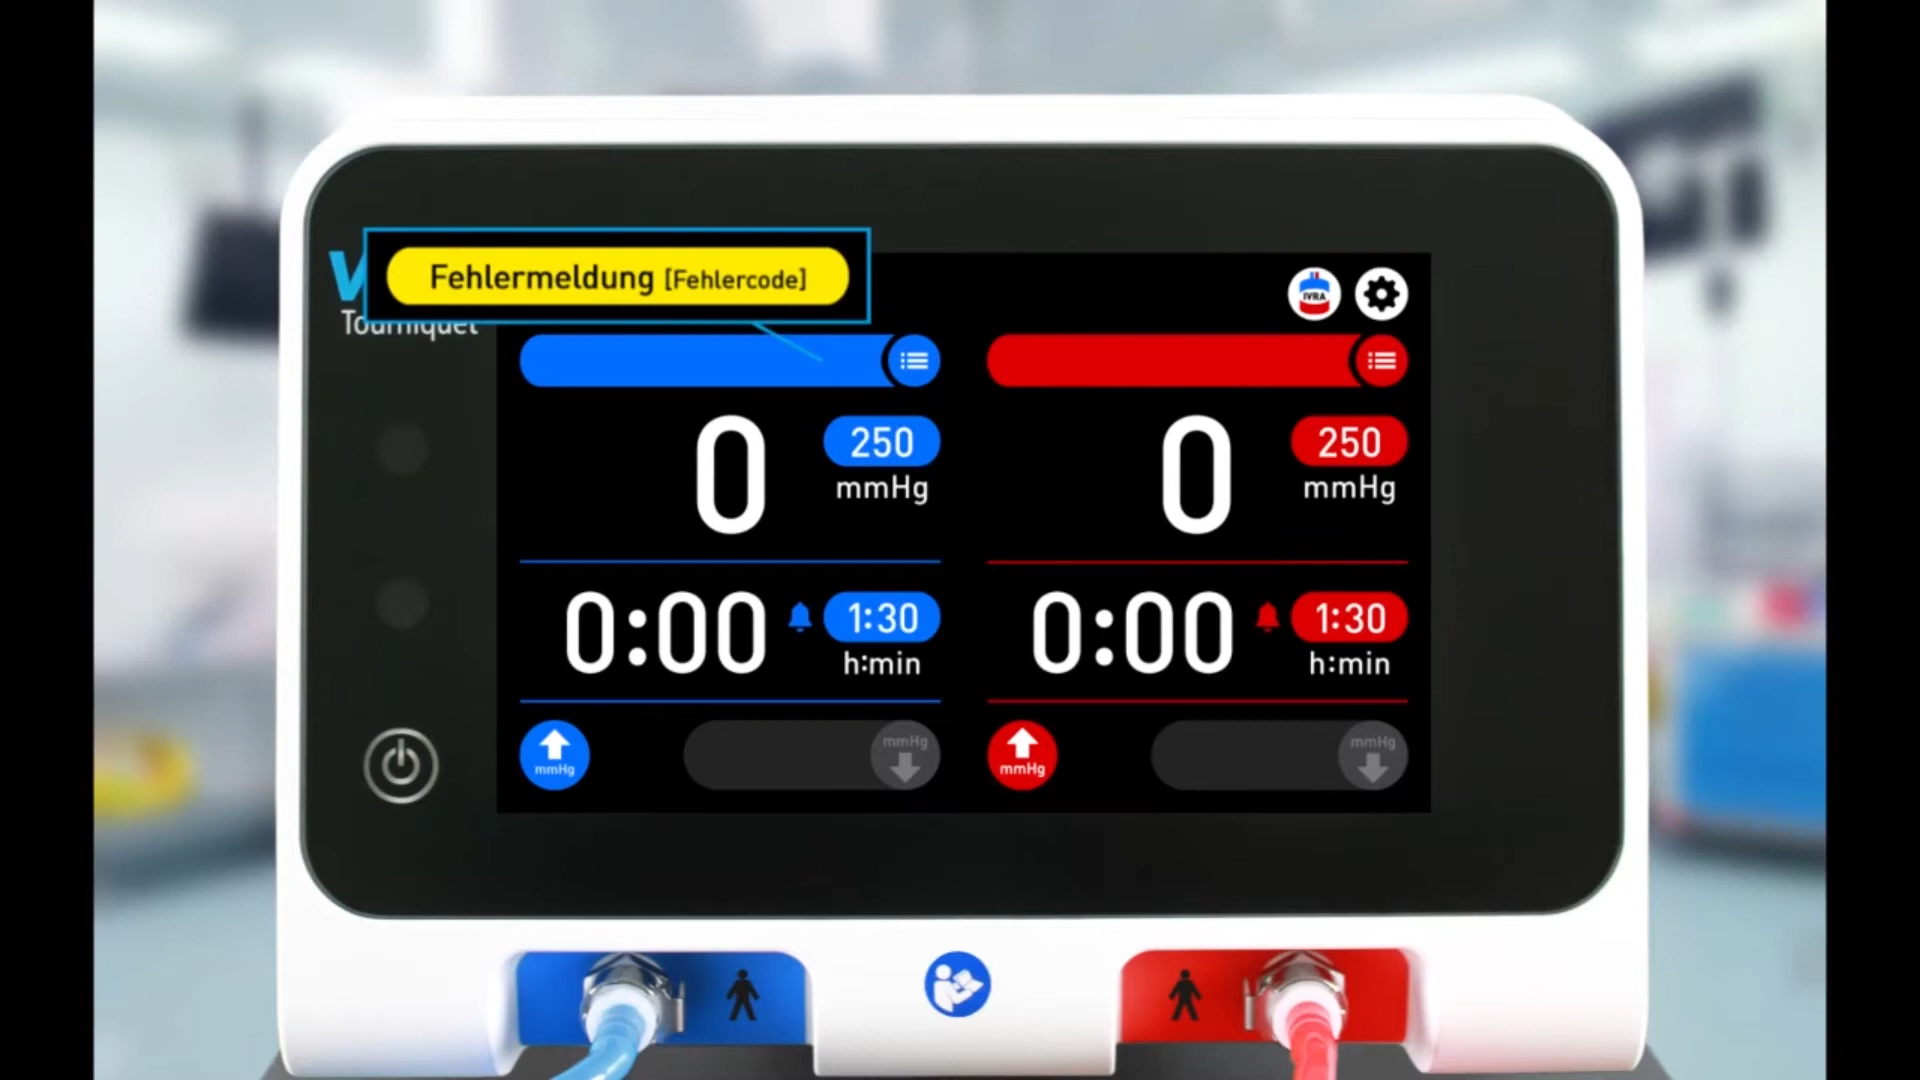 Fehlermeldung [Fehlercode]
Tourniquet
IVRA
0 250 mmHg
0 250 mmHg
0:00 1:30 h:min
0:00 1:30 h:min
mmHg mmHg
mmHg mmHg